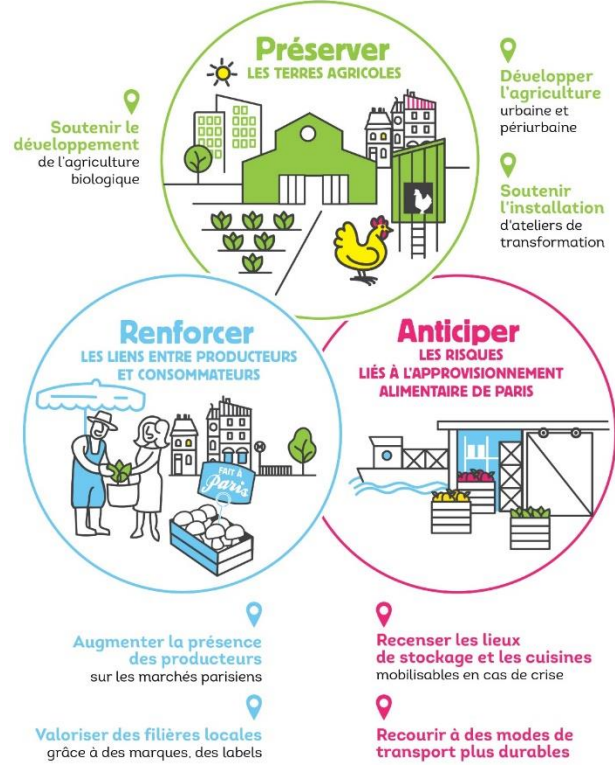 Préserver
LES TERRES AGRICOLES
Soutenir le
développement
de l'agriculture
biologique
Développer
l'agriculture
urbaine et
périurbaine
Soutenir
l'installation
d'ateliers de
transformation
Renforcer
LES LIENS ENTRE PRODUCTEURS
ET CONSOMMATEURS
FAIT À
Paris
Anticiper
LES RISQUES
LIÉS À L'APPROVISIONNEMENT
ALIMENTAIRE DE PARIS
Augmenter la présence
des producteurs
sur les marchés parisiens
Valoriser des filières locales
grâce à des marques, des labels
Recenser les lieux
de stockage et les cuisines
mobilisables en cas de crise
Recourir à des modes de
transport plus durables